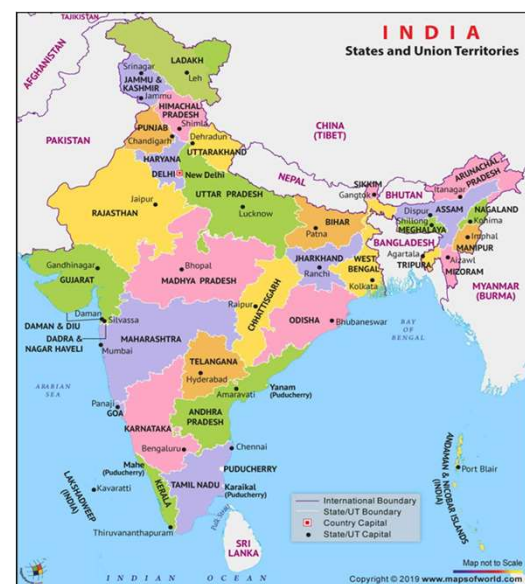 INDIA
States and Union Territories
TAJIKISTAN
AFGHANISTAN
PAKISTAN
CHINA
(TIBET)
NEPAL
BHUTAN
BANGLADESH
MYANMAR
(BURMA)
SRI
LANKA
LADAKH
Leh
Srinagar
JAMMU &
KASHMIR
Jammu
HIMACHAL
PRADESH
Shimla
PUNJAB
Chandigarh
Dehradun
UTTARAKHAND
HARYANA
DELHI
New Delhi
RAJASTHAN
Jaipur
UTTAR PRADESH
Lucknow
BIHAR
Patna
SIKKIM
Gangtok
ARUNACHAL
PRADESH
Itanagar
ASSAM
Dispur
NAGALAND
Kohima
Shillong
MEGHALAYA
Imphal
MANIPUR
Agartala
TRIPURA
Aizawl
MIZORAM
JHARKHAND
Ranchi
WEST
BENGAL
Kolkata
Gandhinagar
GUJARAT
Bhopal
MADHYA PRADESH
Raipur
CHHATTISGARH
ODISHA
Bhubaneswar
Daman
Silvassa
DAMAN & DIU
DADRA &
NAGAR HAVELI
MAHARASHTRA
Mumbai
TELANGANA
Hyderabad
Amaravati
Yanam
(Puducherry)
ANDHRA
PRADESH
Panaji
GOA
KARNATAKA
Bengaluru
Chennai
Mahe
(Puducherry)
PUDUCHERRY
TAMIL NADU
Karaikal
(Puducherry)
KERALA
Thiruvananthapuram
Kavaratti
LAKSHADWEEP
(INDIA)
ANDAMAN & NICOBAR ISLANDS
(INDIA)
Port Blair
ARABIAN
SEA
BAY
OF
BENGAL
Palk Strait
INDIAN OCEAN
International Boundary
State/UT Boundary
Country Capital
State/UT Capital
Map not to Scale
Copyright © 2019 www.mapsofworld.com